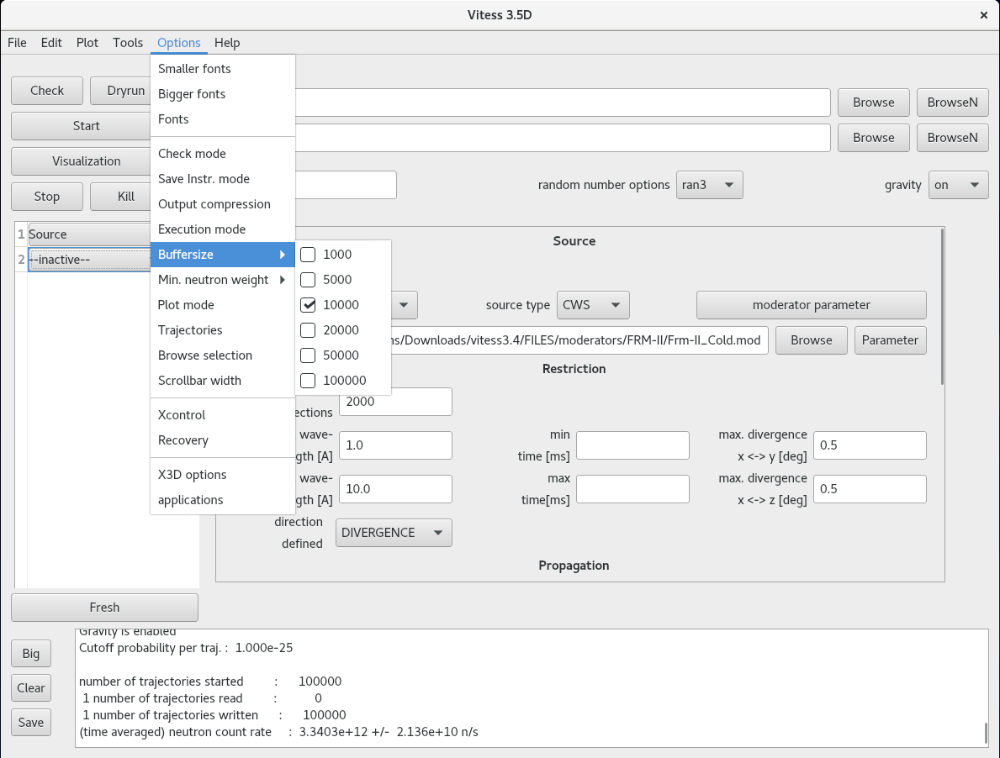 Vitess 3.5D
File Edit Plot Tools Options Help
Smaller fonts
Bigger fonts
Fonts
Check mode
Save Instr. mode
Output compression
Execution mode
Buffersize
Min. neutron weight
Plot mode
Trajectories
Browse selection
Scrollbar width
Xcontrol
Recovery
X3D options
applications
1000
5000
10000
20000
50000
100000
Check Dryrun
Start
Visualization
Stop Kill
Browse BrowseN
Browse BrowseN
random number options ran3 gravity on
1 Source
2 --inactive--
Source
source type CWS moderator parameter
ns/Downloads/vitess3.4/FILES/moderators/FRM-II/Frm-II_Cold.mod Browse Parameter
Restriction
ections 2000
wave-
gth [A] 1.0
min
time [ms]
max. divergence
x <-> y [deg] 0.5
wave-
gth [A] 10.0
max
time[ms]
max. divergence
x <-> z [deg] 0.5
direction
defined DIVERGENCE
Propagation
Fresh
Big
Clear
Save
Gravity is enabled
Cutoff probability per traj. : 1.000e-25
number of trajectories started : 100000
1 number of trajectories read : 0
1 number of trajectories written : 100000
(time averaged) neutron count rate : 3.3403e+12 +/- 2.136e+10 n/s